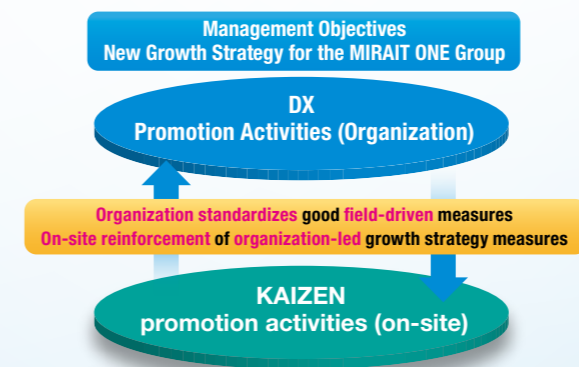 Management Objectives
New Growth Strategy for the MIRAIT ONE Group
DX
Promotion Activities (Organization)
Organization standardizes good field-driven measures
On-site reinforcement of organization-led growth strategy measures
KAIZEN
promotion activities (on-site)